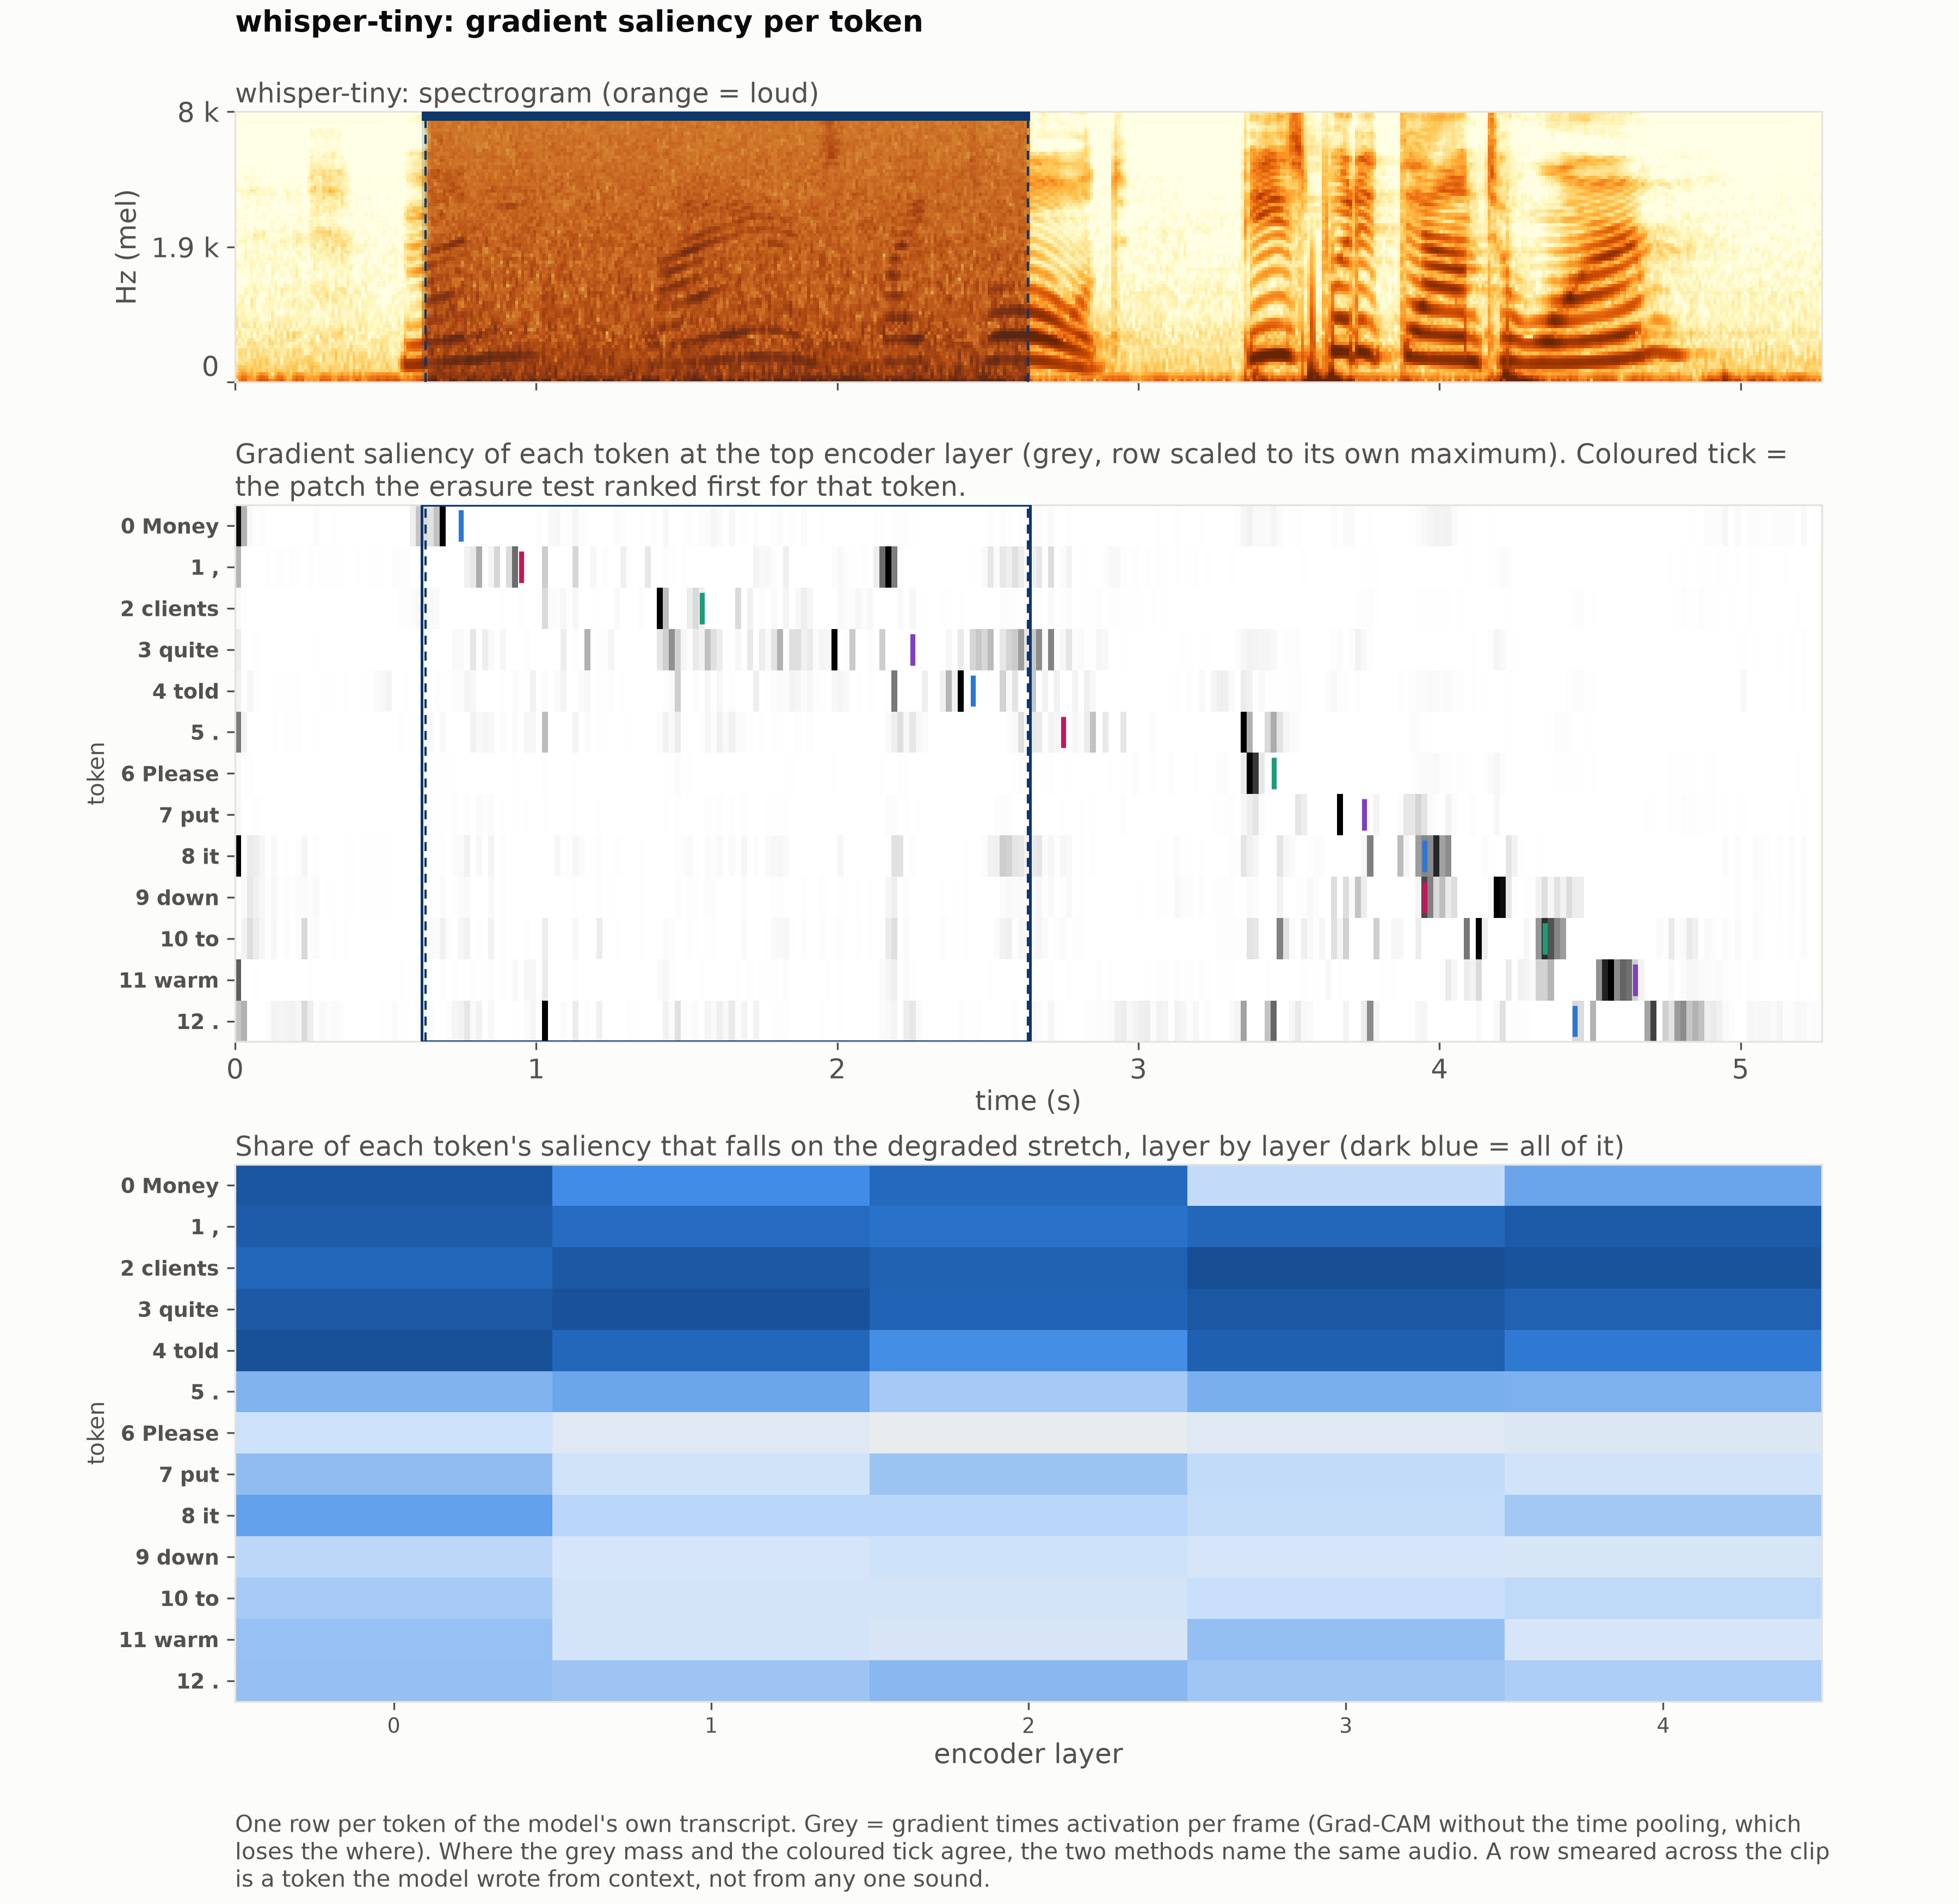 whisper-tiny: gradient saliency per token
whisper-tiny: spectrogram (orange = loud)
8 k
1.9 k
0
Hz (mel)
Gradient saliency of each token at the top encoder layer (grey, row scaled to its own maximum). Coloured tick =
the patch the erasure test ranked first for that token.
0 Money
1 ,
2 clients
3 quite
4 told
5 .
6 Please
7 put
8 it
9 down
10 to
11 warm
12 .
token
0 1 2 3 4 5
time (s)
Share of each token's saliency that falls on the degraded stretch, layer by layer (dark blue = all of it)
0 Money
1 ,
2 clients
3 quite
4 told
5 .
6 Please
7 put
8 it
9 down
10 to
11 warm
12 .
token
0 1 2 3 4
encoder layer
One row per token of the model's own transcript. Grey = gradient times activation per frame (Grad-CAM without the time pooling, which
loses the where). Where the grey mass and the coloured tick agree, the two methods name the same audio. A row smeared across the clip
is a token the model wrote from context, not from any one sound.